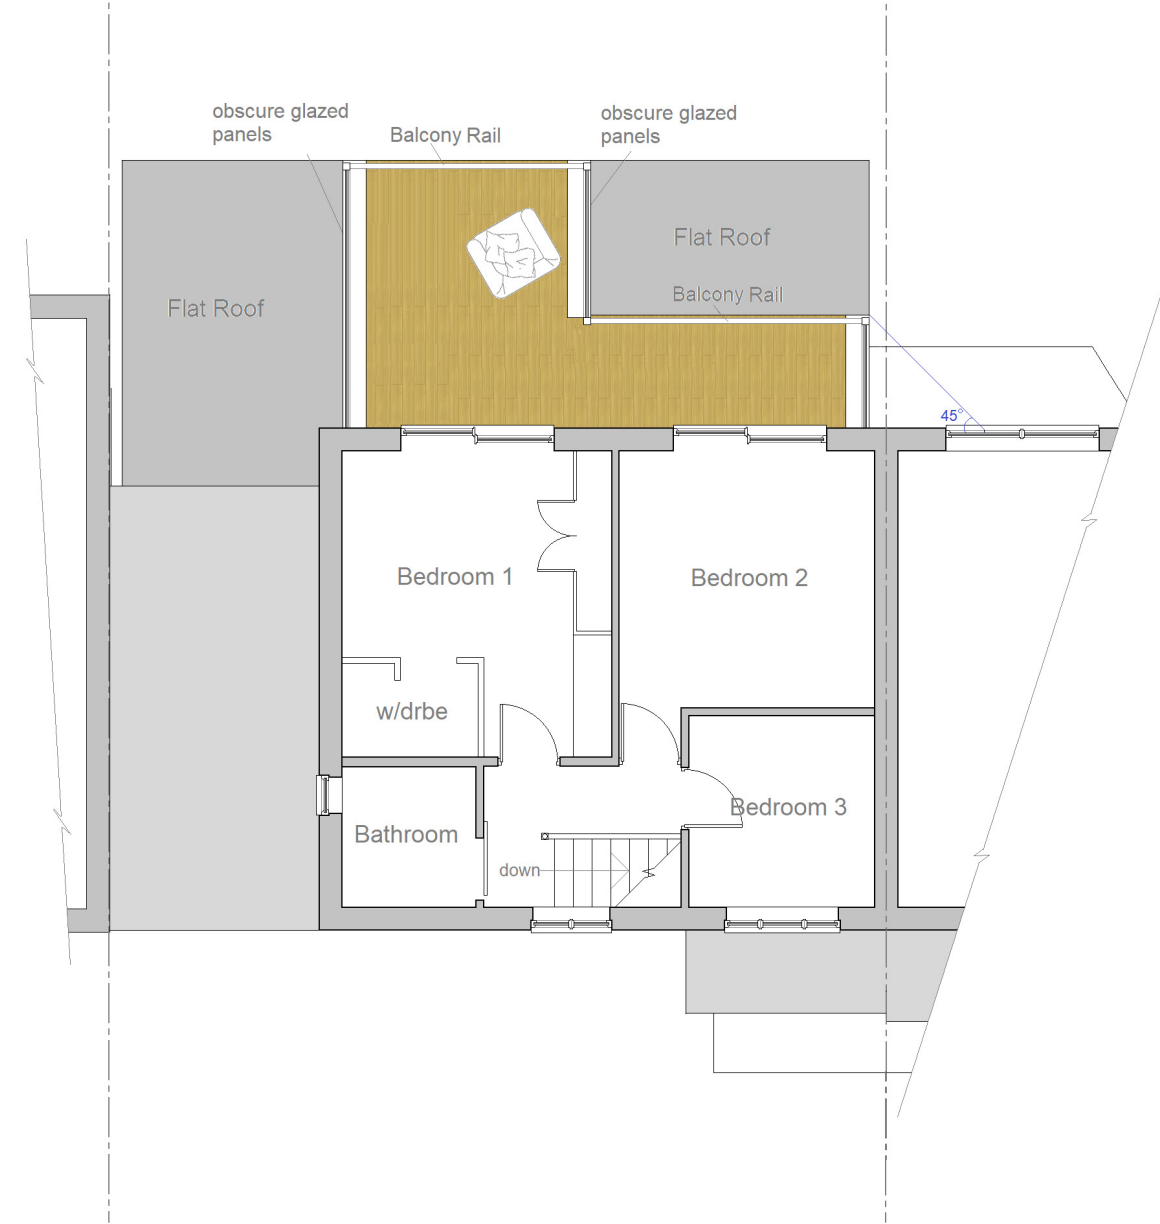 obscure glazed
panels
Balcony Rail
obscure glazed
panels
Flat Roof
Balcony Rail
Flat Roof
45°
Bedroom 1
Bedroom 2
w/drbe
Bedroom 3
Bathroom
down